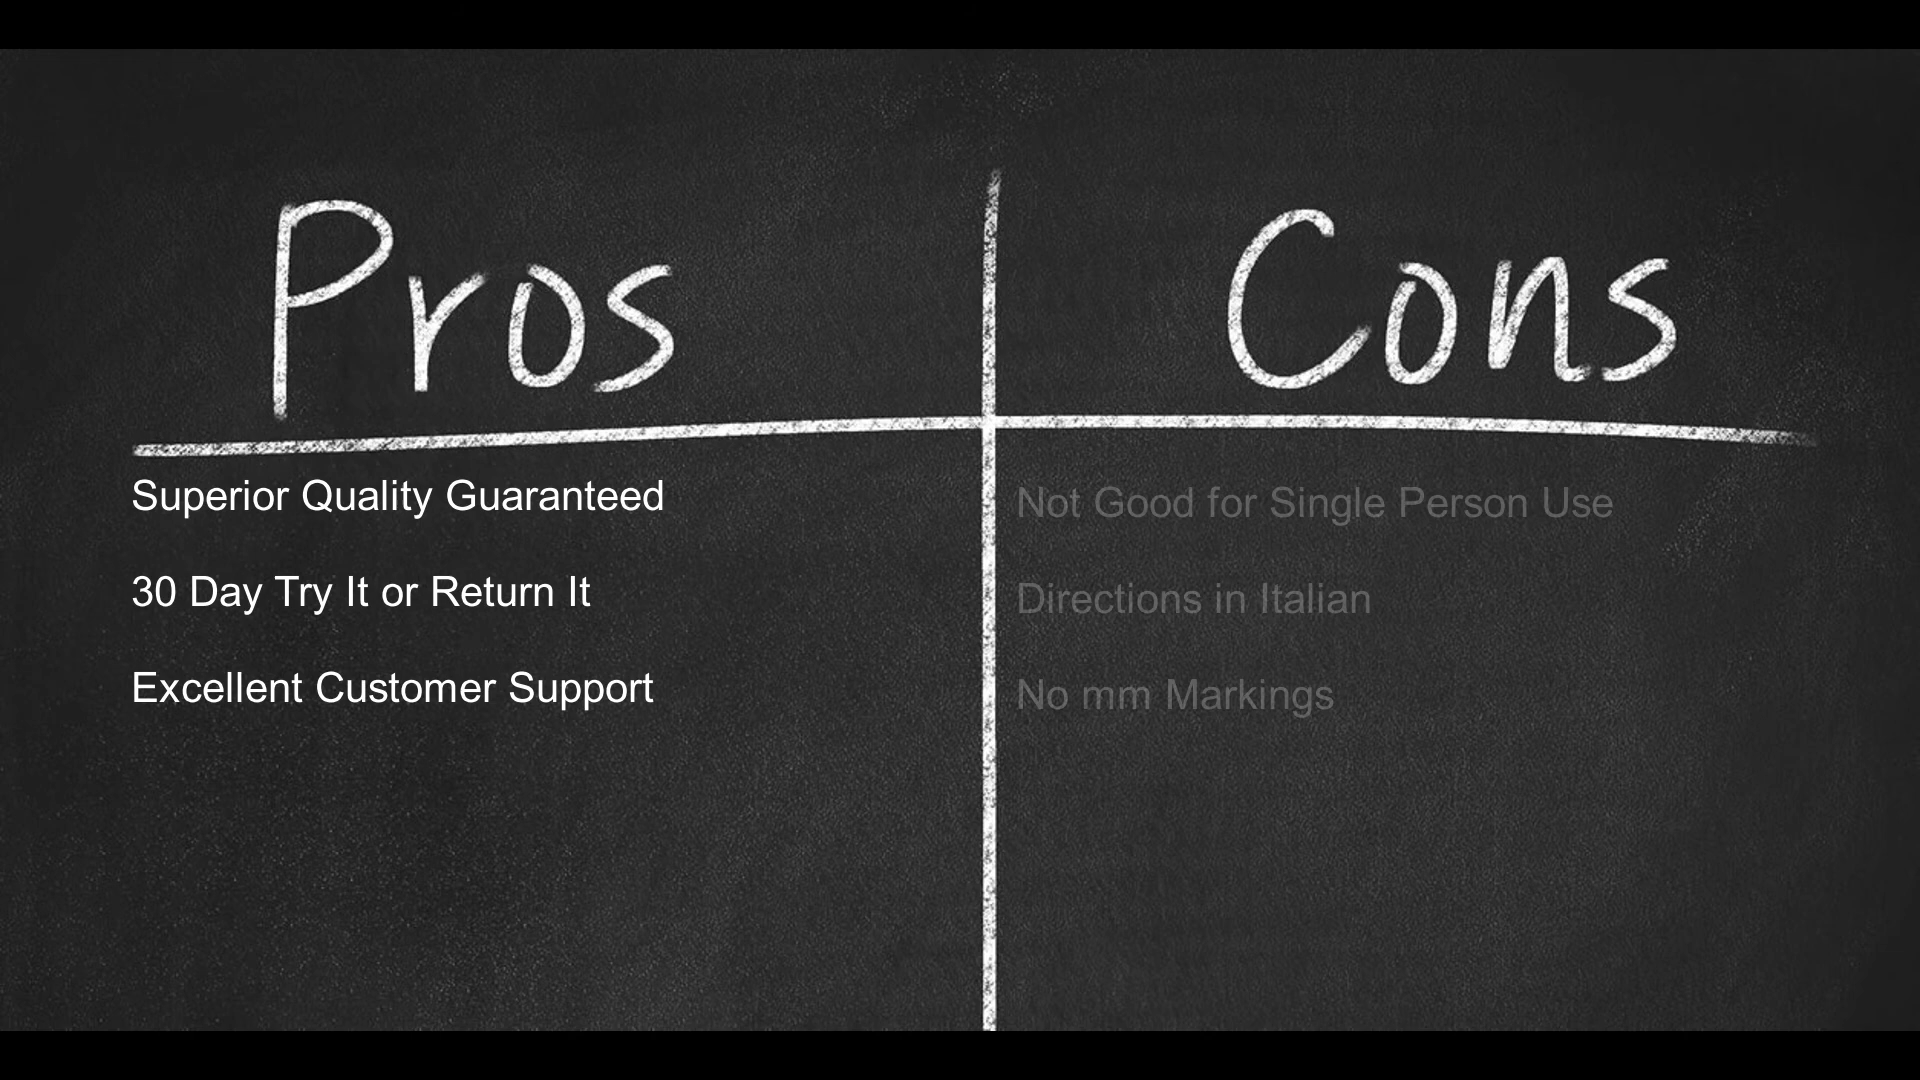 Pros
Cons
Superior Quality Guaranteed
Not Good for Single Person Use
30 Day Try It or Return It
Directions in Italian
Excellent Customer Support
No mm Markings